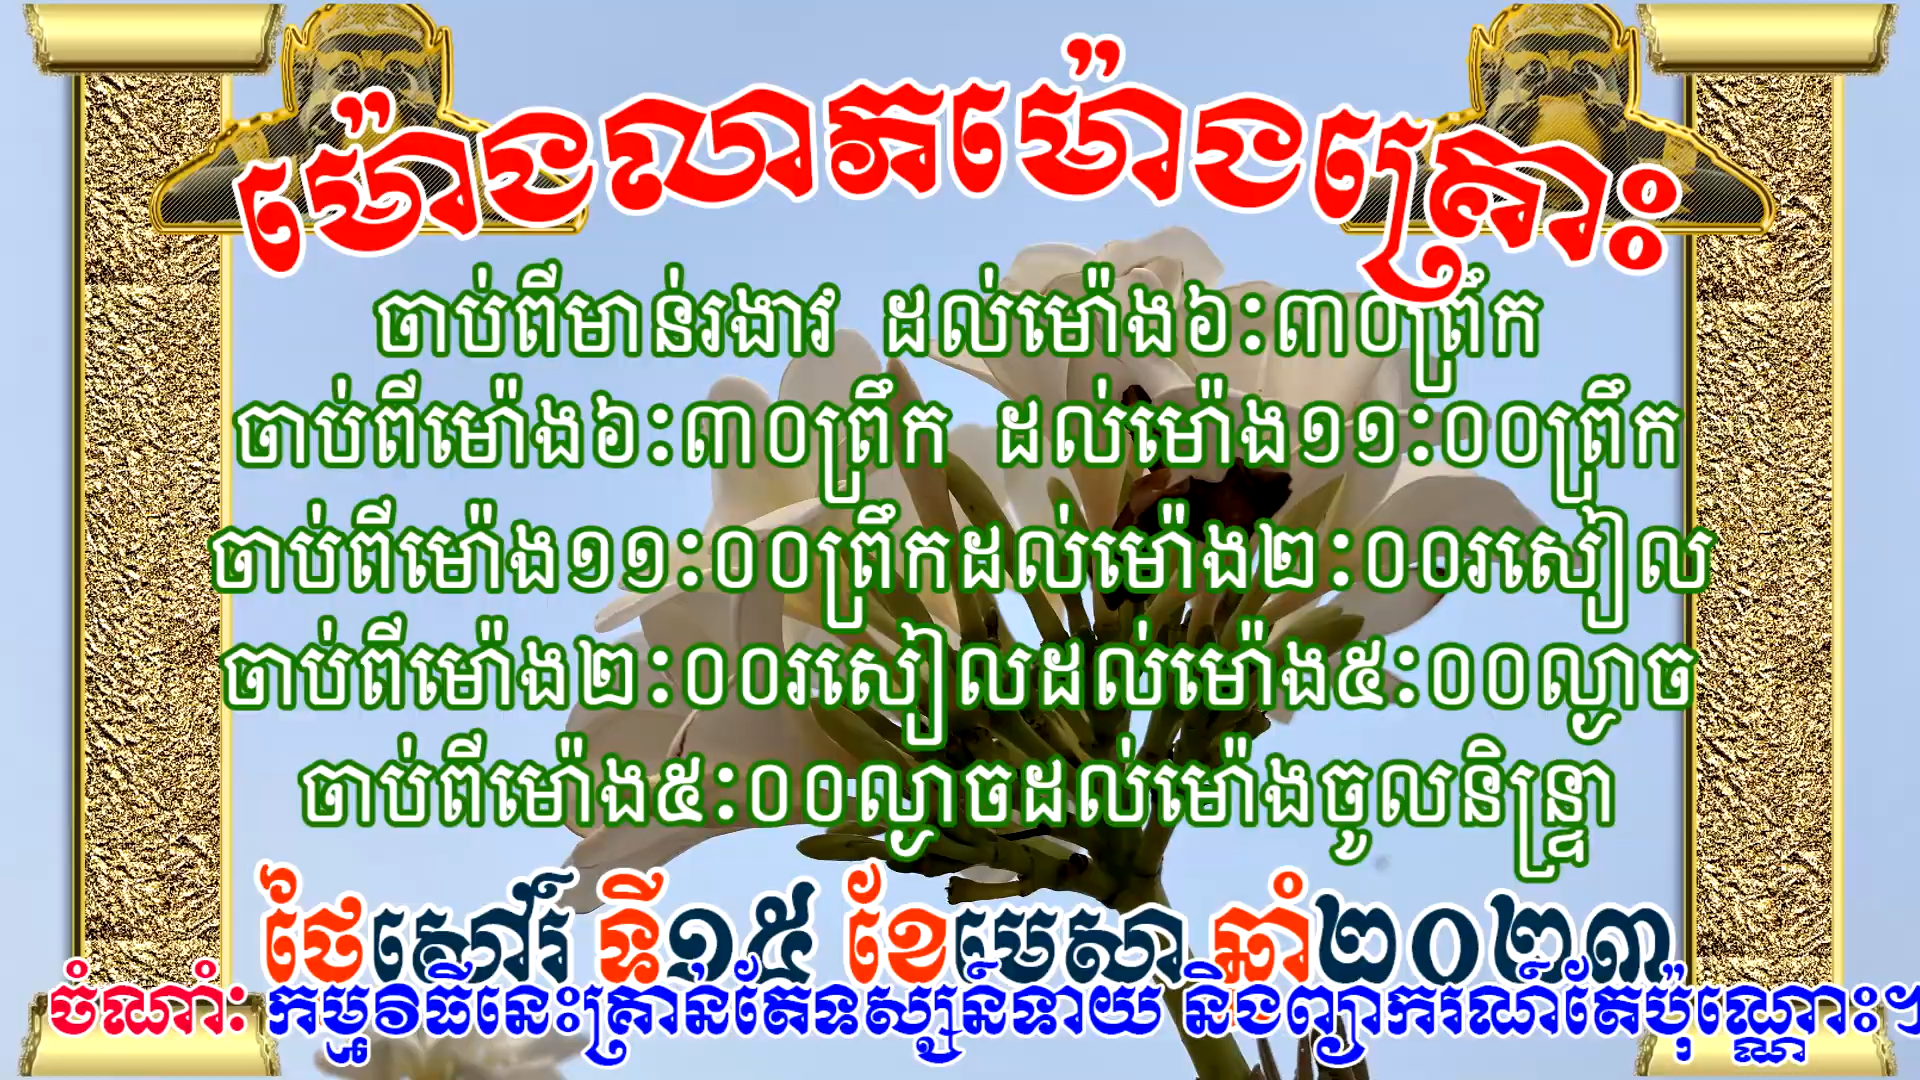 ម៉ោងលាភម៉ោងគ្រោះ
ចាប់ពីមាន់រងាវ ដល់ម៉ោង៦:៣០ព្រឹក
ចាប់ពីម៉ោង៦:៣០ព្រឹក ដល់ម៉ោង១១:០០ព្រឹក
ចាប់ពីម៉ោង១១:០០ព្រឹកដល់ម៉ោង២:០០រសៀល
ចាប់ពីម៉ោង២:០០រសៀលដល់ម៉ោង៥:០០ល្ងាច
ចាប់ពីម៉ោង៥:០០ល្ងាចដល់ម៉ោងចូលនិន្ទ្រា
ថ្ងៃសៅរ៍ ទី១៥ ខែមេសា ឆ្នាំ២០២៣
ចំណាំ: កម្មវិធីនេះគ្រាន់តែទស្សន៍ទាយ និងព្យាករណ៍តែប៉ុណ្ណោះ។